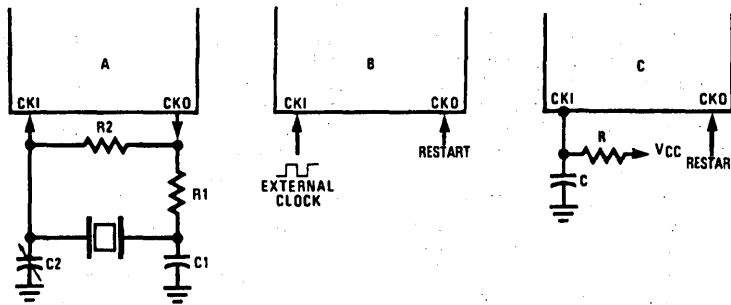 A
CKI
CKO
R2
R1
C2
C1
B
CKI
CKO
EXTERNAL
CLOCK
RESTART
C
CKI
CKO
R
VCC
C
RESTAR